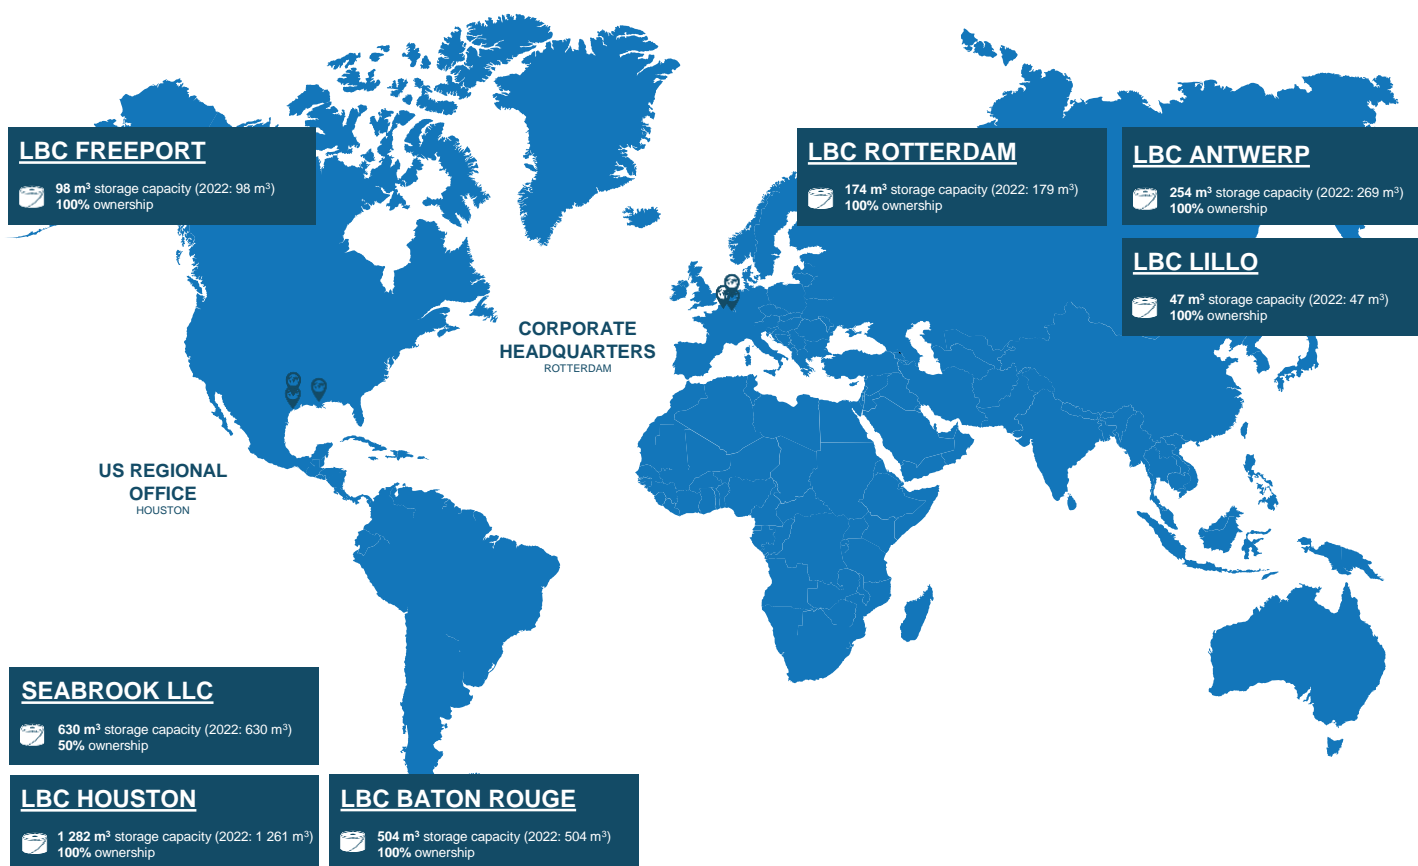 LBC FREEPORT
98 m³ storage capacity (2022: 98 m³)
100% ownership
LBC ROTTERDAM
174 m³ storage capacity (2022: 179 m³)
100% ownership
LBC ANTWERP
254 m³ storage capacity (2022: 269 m³)
100% ownership
LBC LILLO
47 m³ storage capacity (2022: 47 m³)
100% ownership
CORPORATE
HEADQUARTERS
ROTTERDAM
US REGIONAL
OFFICE
HOUSTON
SEABROOK LLC
630 m³ storage capacity (2022: 630 m³)
50% ownership
LBC HOUSTON
1 282 m³ storage capacity (2022: 1 261 m³)
100% ownership
LBC BATON ROUGE
504 m³ storage capacity (2022: 504 m³)
100% ownership